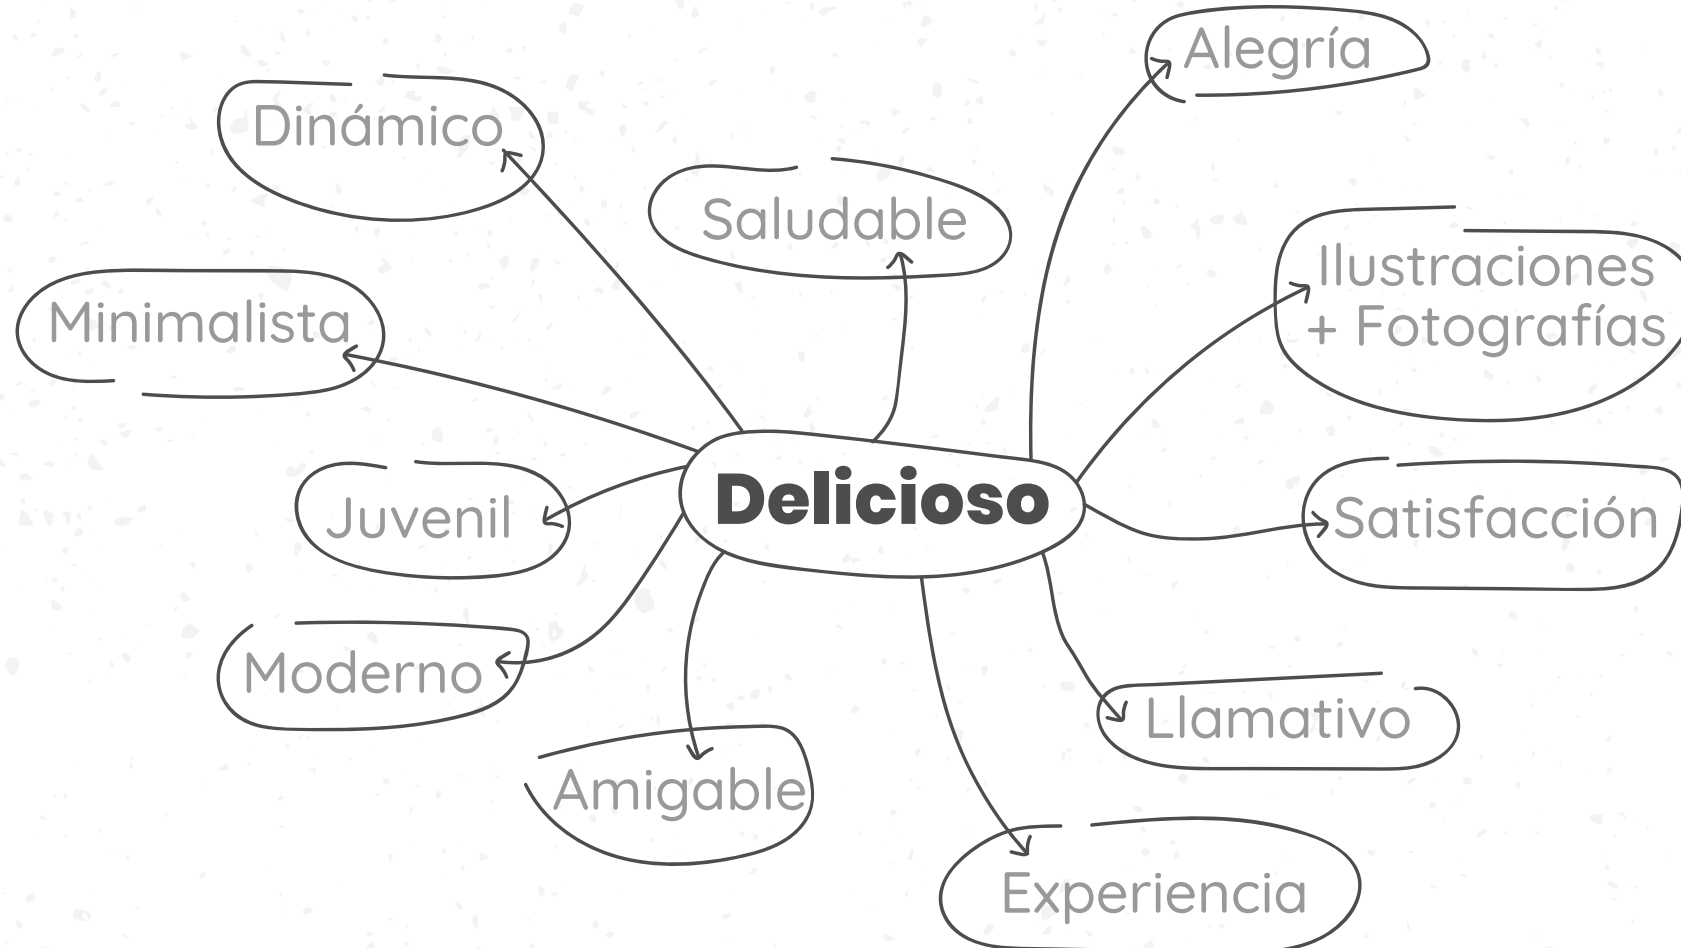 Alegría
Dinámico
Saludable
Ilustraciones
+ Fotografías
Minimalista
Delicioso
Juvenil
Satisfacción
Moderno
Llamativo
Amigable
Experiencia